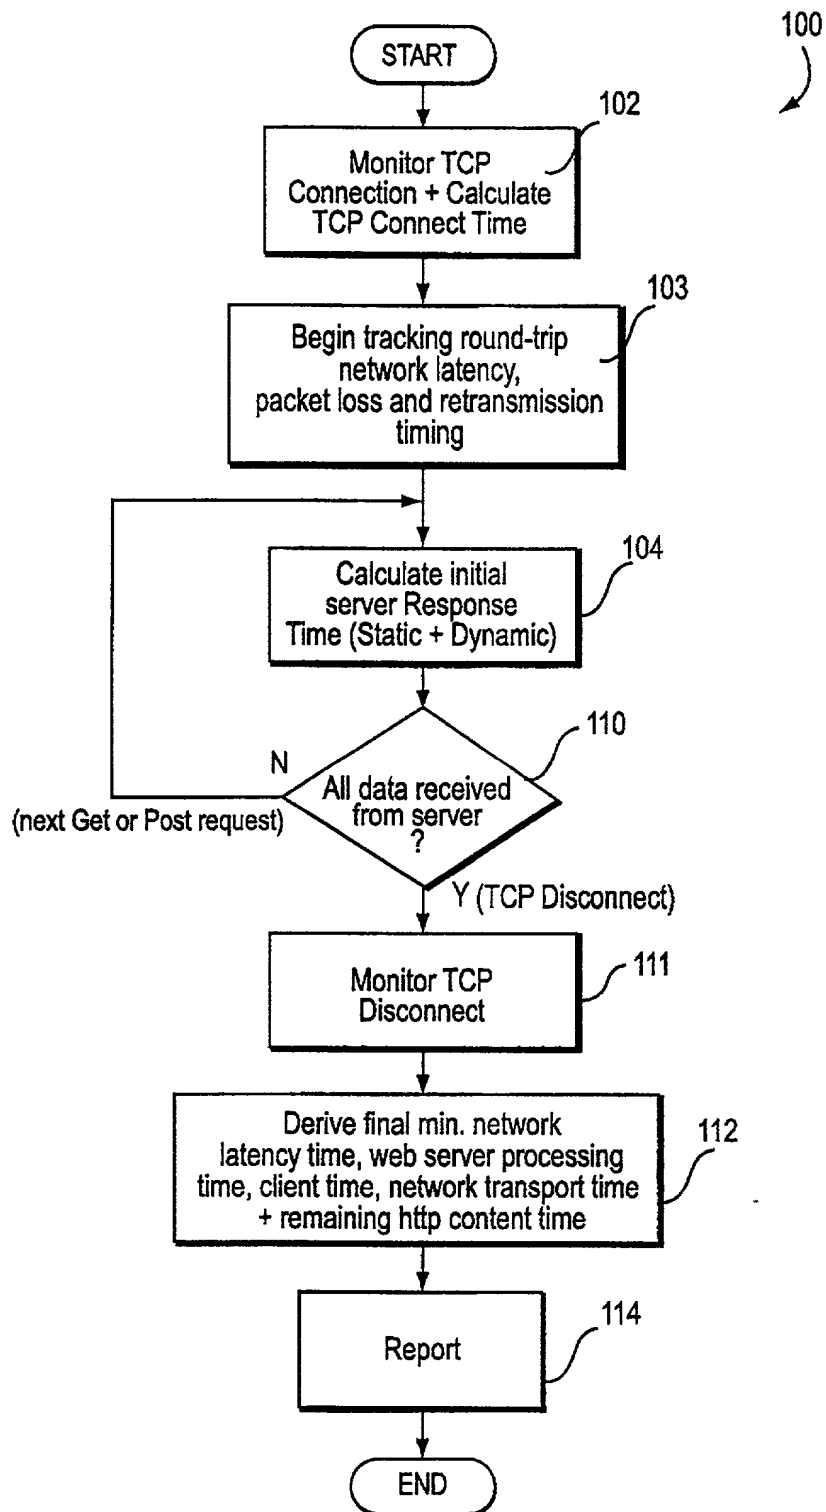 100
START
102
Monitor TCP
Connection + Calculate
TCP Connect Time
103
Begin tracking round-trip
network latency,
packet loss and retransmission
timing
104
Calculate initial
server Response
Time (Static + Dynamic)
110
N
All data received
from server
?
(next Get or Post request)
Y (TCP Disconnect)
111
Monitor TCP
Disconnect
112
Derive final min. network
latency time, web server processing
time, client time, network transport time
+ remaining http content time
114
Report
END